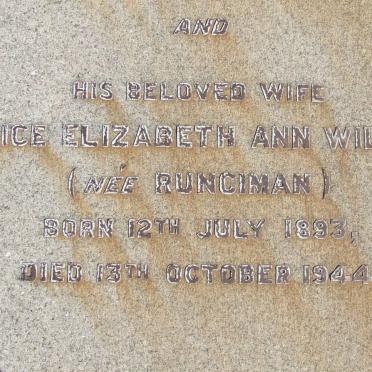 AND
HIS BELOVED WIFE
ICE ELIZABETH ANN WIL
(NÉE RUNCIMAN)
BORN 12TH JULY 1893,
DIED 13TH OCTOBER 1944